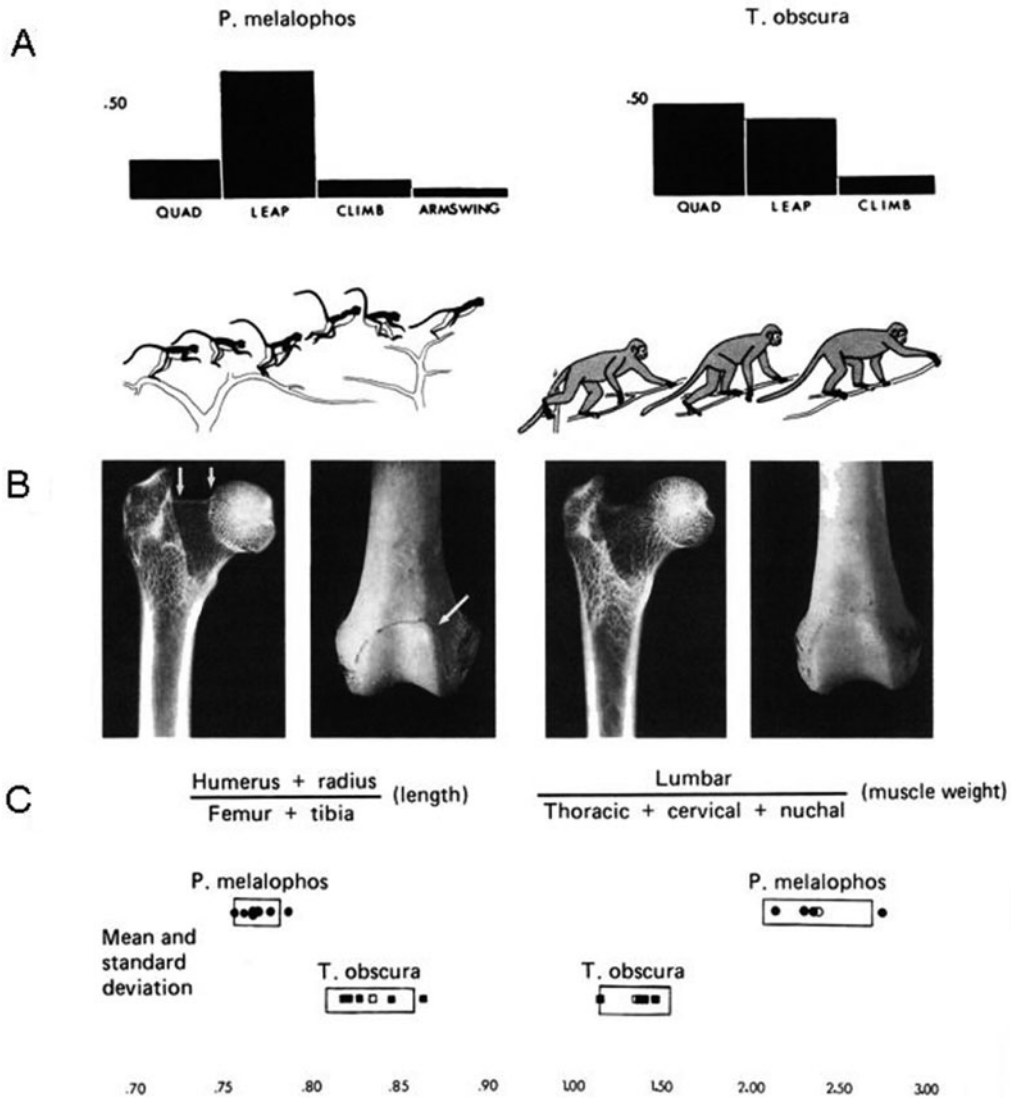 A
P. melalophos
T. obscura
.50
QUAD LEAP CLIMB ARMSWING
.50
QUAD LEAP CLIMB
B
C
Humerus + radius
Femur + tibia
(length)
Lumbar
Thoracic + cervical + nuchal
(muscle weight)
P. melalophos
P. melalophos
Mean and
standard
deviation
T. obscura
T. obscura
.70 .75 .80 .85 .90 1.00 1.50 2.00 2.50 3.00